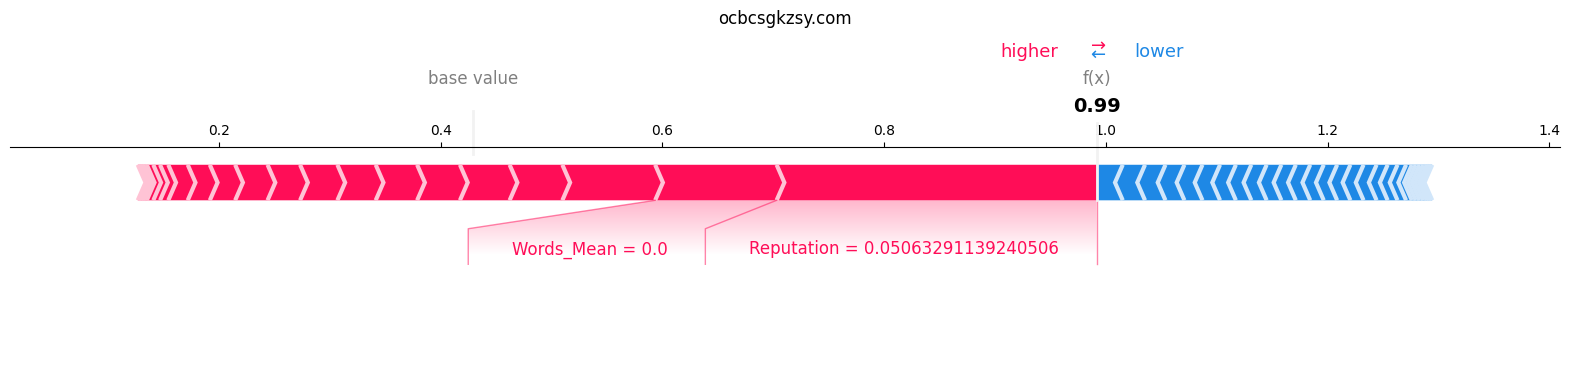 ocbcsgkzsy.com
higher → ← lower
base value f(x)
0.99
0.2 0.4 0.6 0.8 1.0 1.2 1.4
Words_Mean = 0.0 Reputation = 0.05063291139240506